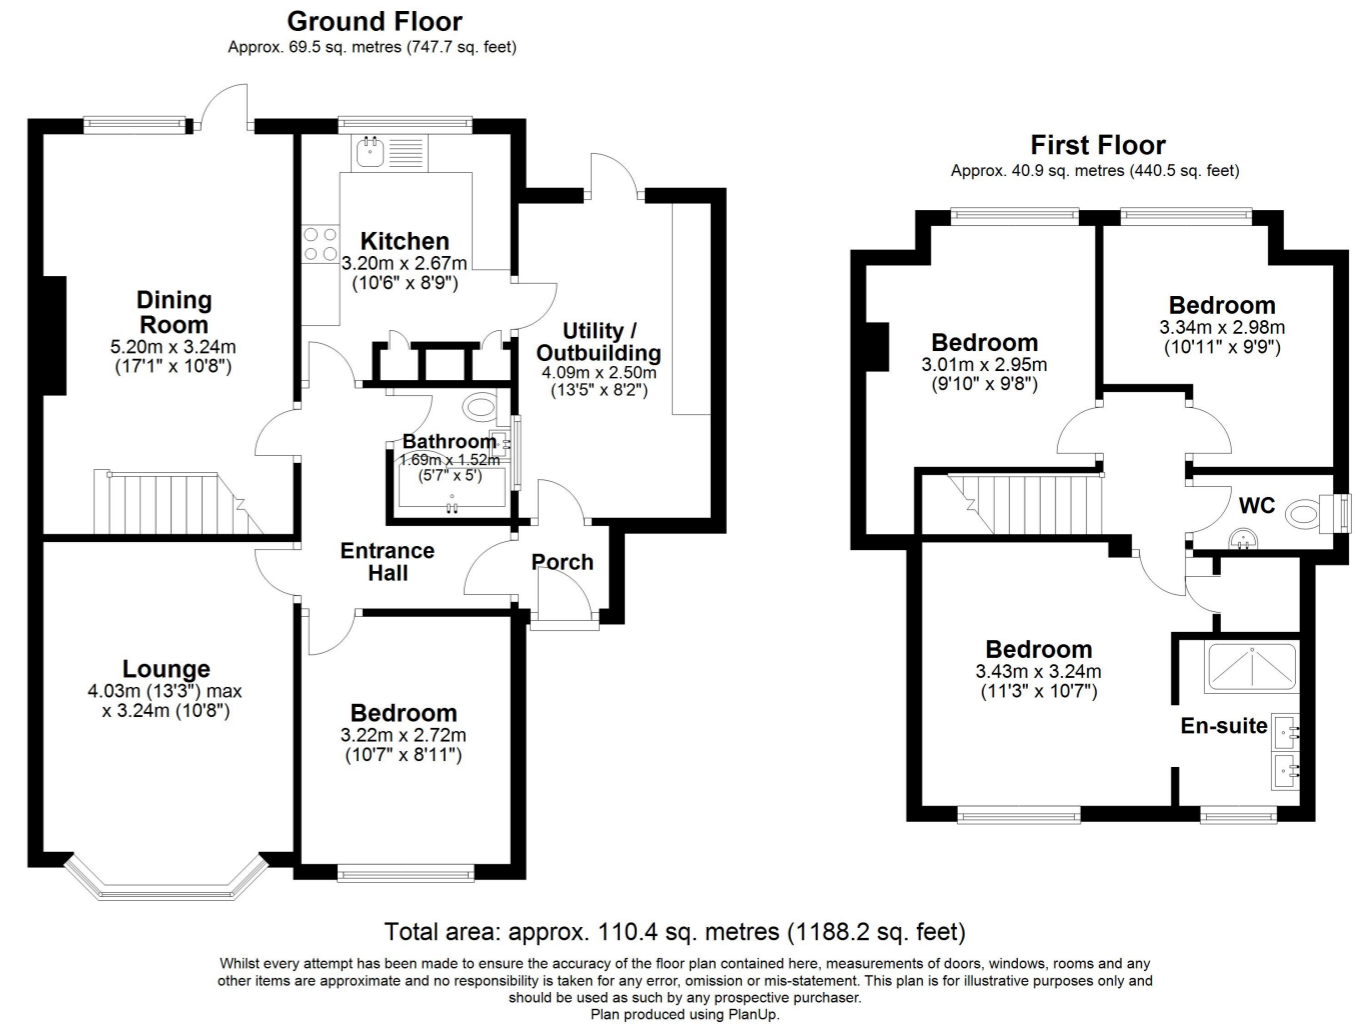 Ground Floor
Approx. 69.5 sq. metres (747.7 sq. feet)
First Floor
Approx. 40.9 sq. metres (440.5 sq. feet)
Dining
Room
5.20m x 3.24m
(17'1" x 10'8")
Kitchen
3.20m x 2.67m
(10'6" x 8'9")
Utility /
Outbuilding
4.09m x 2.50m
(13'5" x 8'2")
Bathroom
1.69m x 1.52m
(5'7" x 5')
Entrance
Hall
Porch
Lounge
4.03m (13'3") max
x 3.24m (10'8")
Bedroom
3.22m x 2.72m
(10'7" x 8'11")
Bedroom
3.01m x 2.95m
(9'10" x 9'8")
Bedroom
3.34m x 2.98m
(10'11" x 9'9")
WC
Bedroom
3.43m x 3.24m
(11'3" x 10'7")
En-suite
Total area: approx. 110.4 sq. metres (1188.2 sq. feet)
Whilst every attempt has been made to ensure the accuracy of the floor plan contained here, measurements of doors, windows, rooms and any
other items are approximate and no responsibility is taken for any error, omission or mis-statement. This plan is for illustrative purposes only and
should be used as such by any prospective purchaser.
Plan produced using PlanUp.